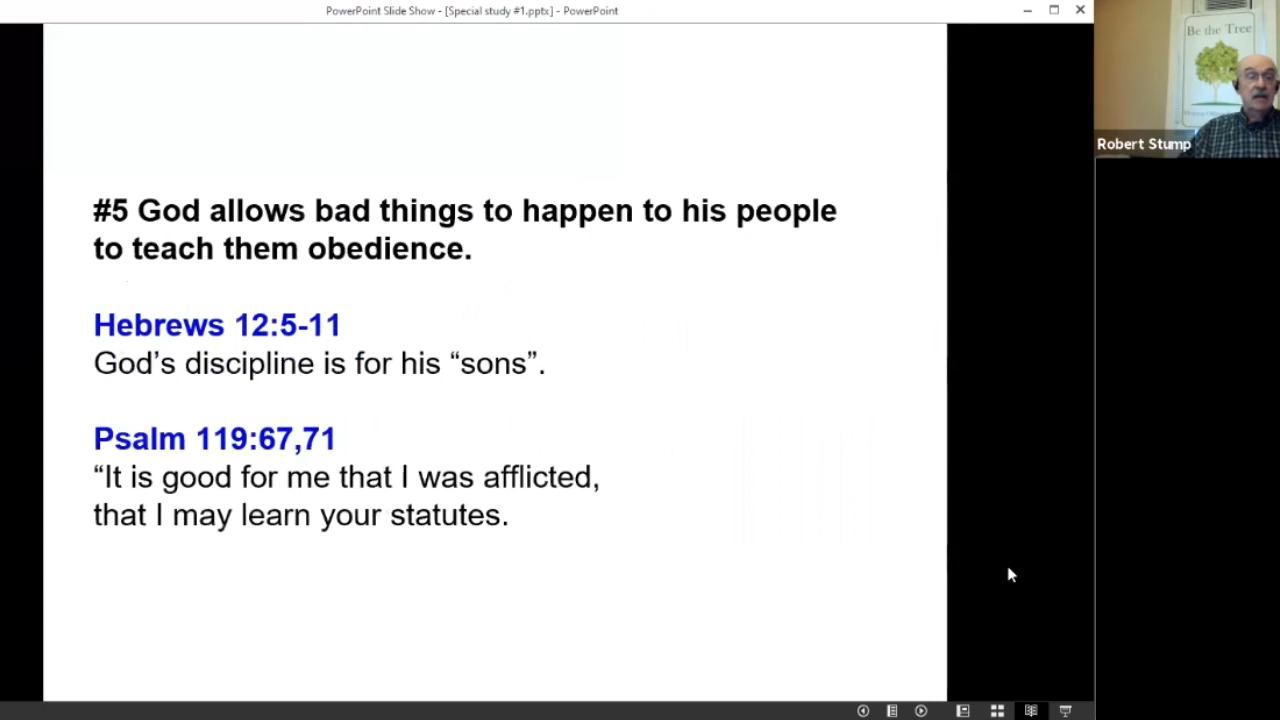 PowerPoint Slide Show - [Special study #1.pptx] - PowerPoint
Be the Tree
Robert Stump
#5 God allows bad things to happen to his people
to teach them obedience.
Hebrews 12:5-11
God’s discipline is for his “sons”.
Psalm 119:67,71
“It is good for me that I was afflicted,
that I may learn your statutes.